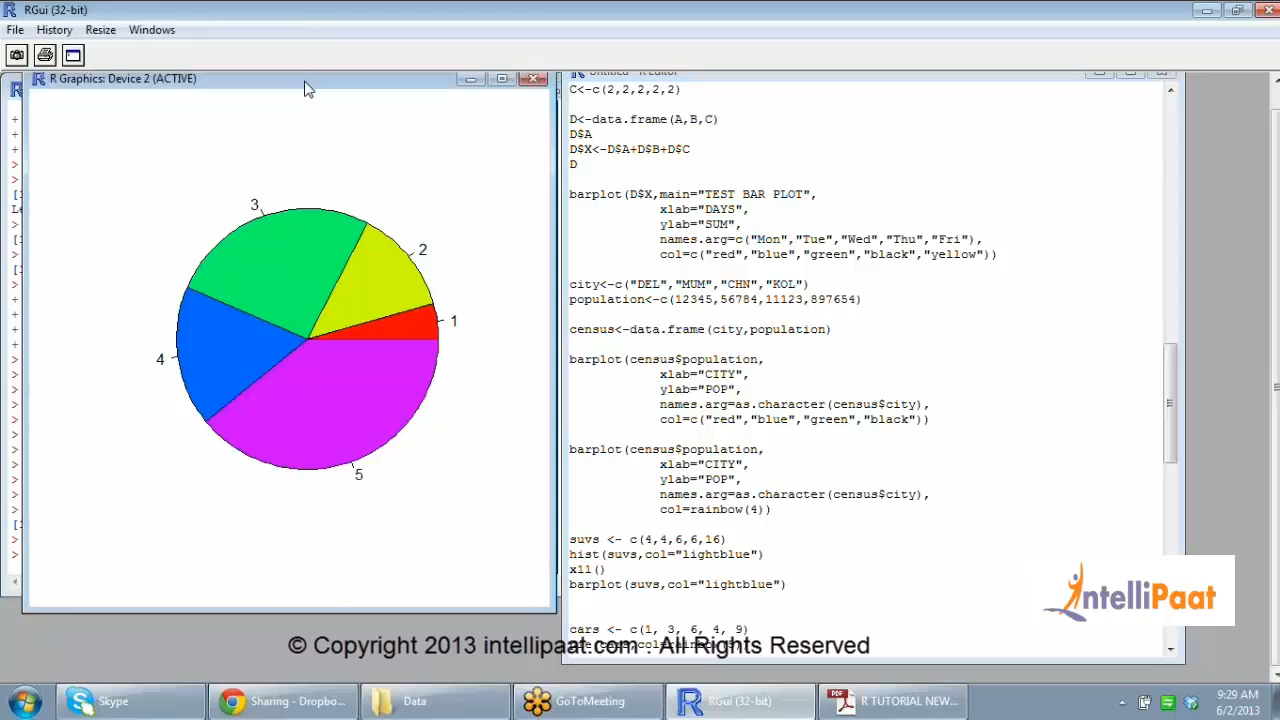 RGui (32-bit)
File History Resize Windows
R Graphics: Device 2 (ACTIVE)
3
2
1
4
5
C<-c(2,2,2,2,2)
D<-data.frame(A,B,C)
D$A
D$X<-D$A+D$B+D$C
D
barplot(D$X,main="TEST BAR PLOT",
xlab="DAYS",
ylab="SUM",
names.arg=c("Mon","Tue","Wed","Thu","Fri"),
col=c("red","blue","green","black","yellow"))
city<-c("DEL","MUM","CHN","KOL")
population<-c(12345,56784,11123,897654)
census<-data.frame(city,population)
barplot(census$population,
xlab="CITY",
ylab="POP",
names.arg=as.character(census$city),
col=c("red","blue","green","black"))
barplot(census$population,
xlab="CITY",
ylab="POP",
names.arg=as.character(census$city),
col=rainbow(4))
suvs <- c(4,4,6,6,16)
hist(suvs,col="lightblue")
x11()
barplot(suvs,col="lightblue")
cars <- c(1, 3, 6, 4, 9)
IntelliPaat
© Copyright 2013 intellipaat.com . All Rights Reserved
Skype
Sharing - Dropbo...
Data
GoToMeeting
RGui (32-bit)
R TUTORIAL NEW...
9:29 AM
6/2/2013